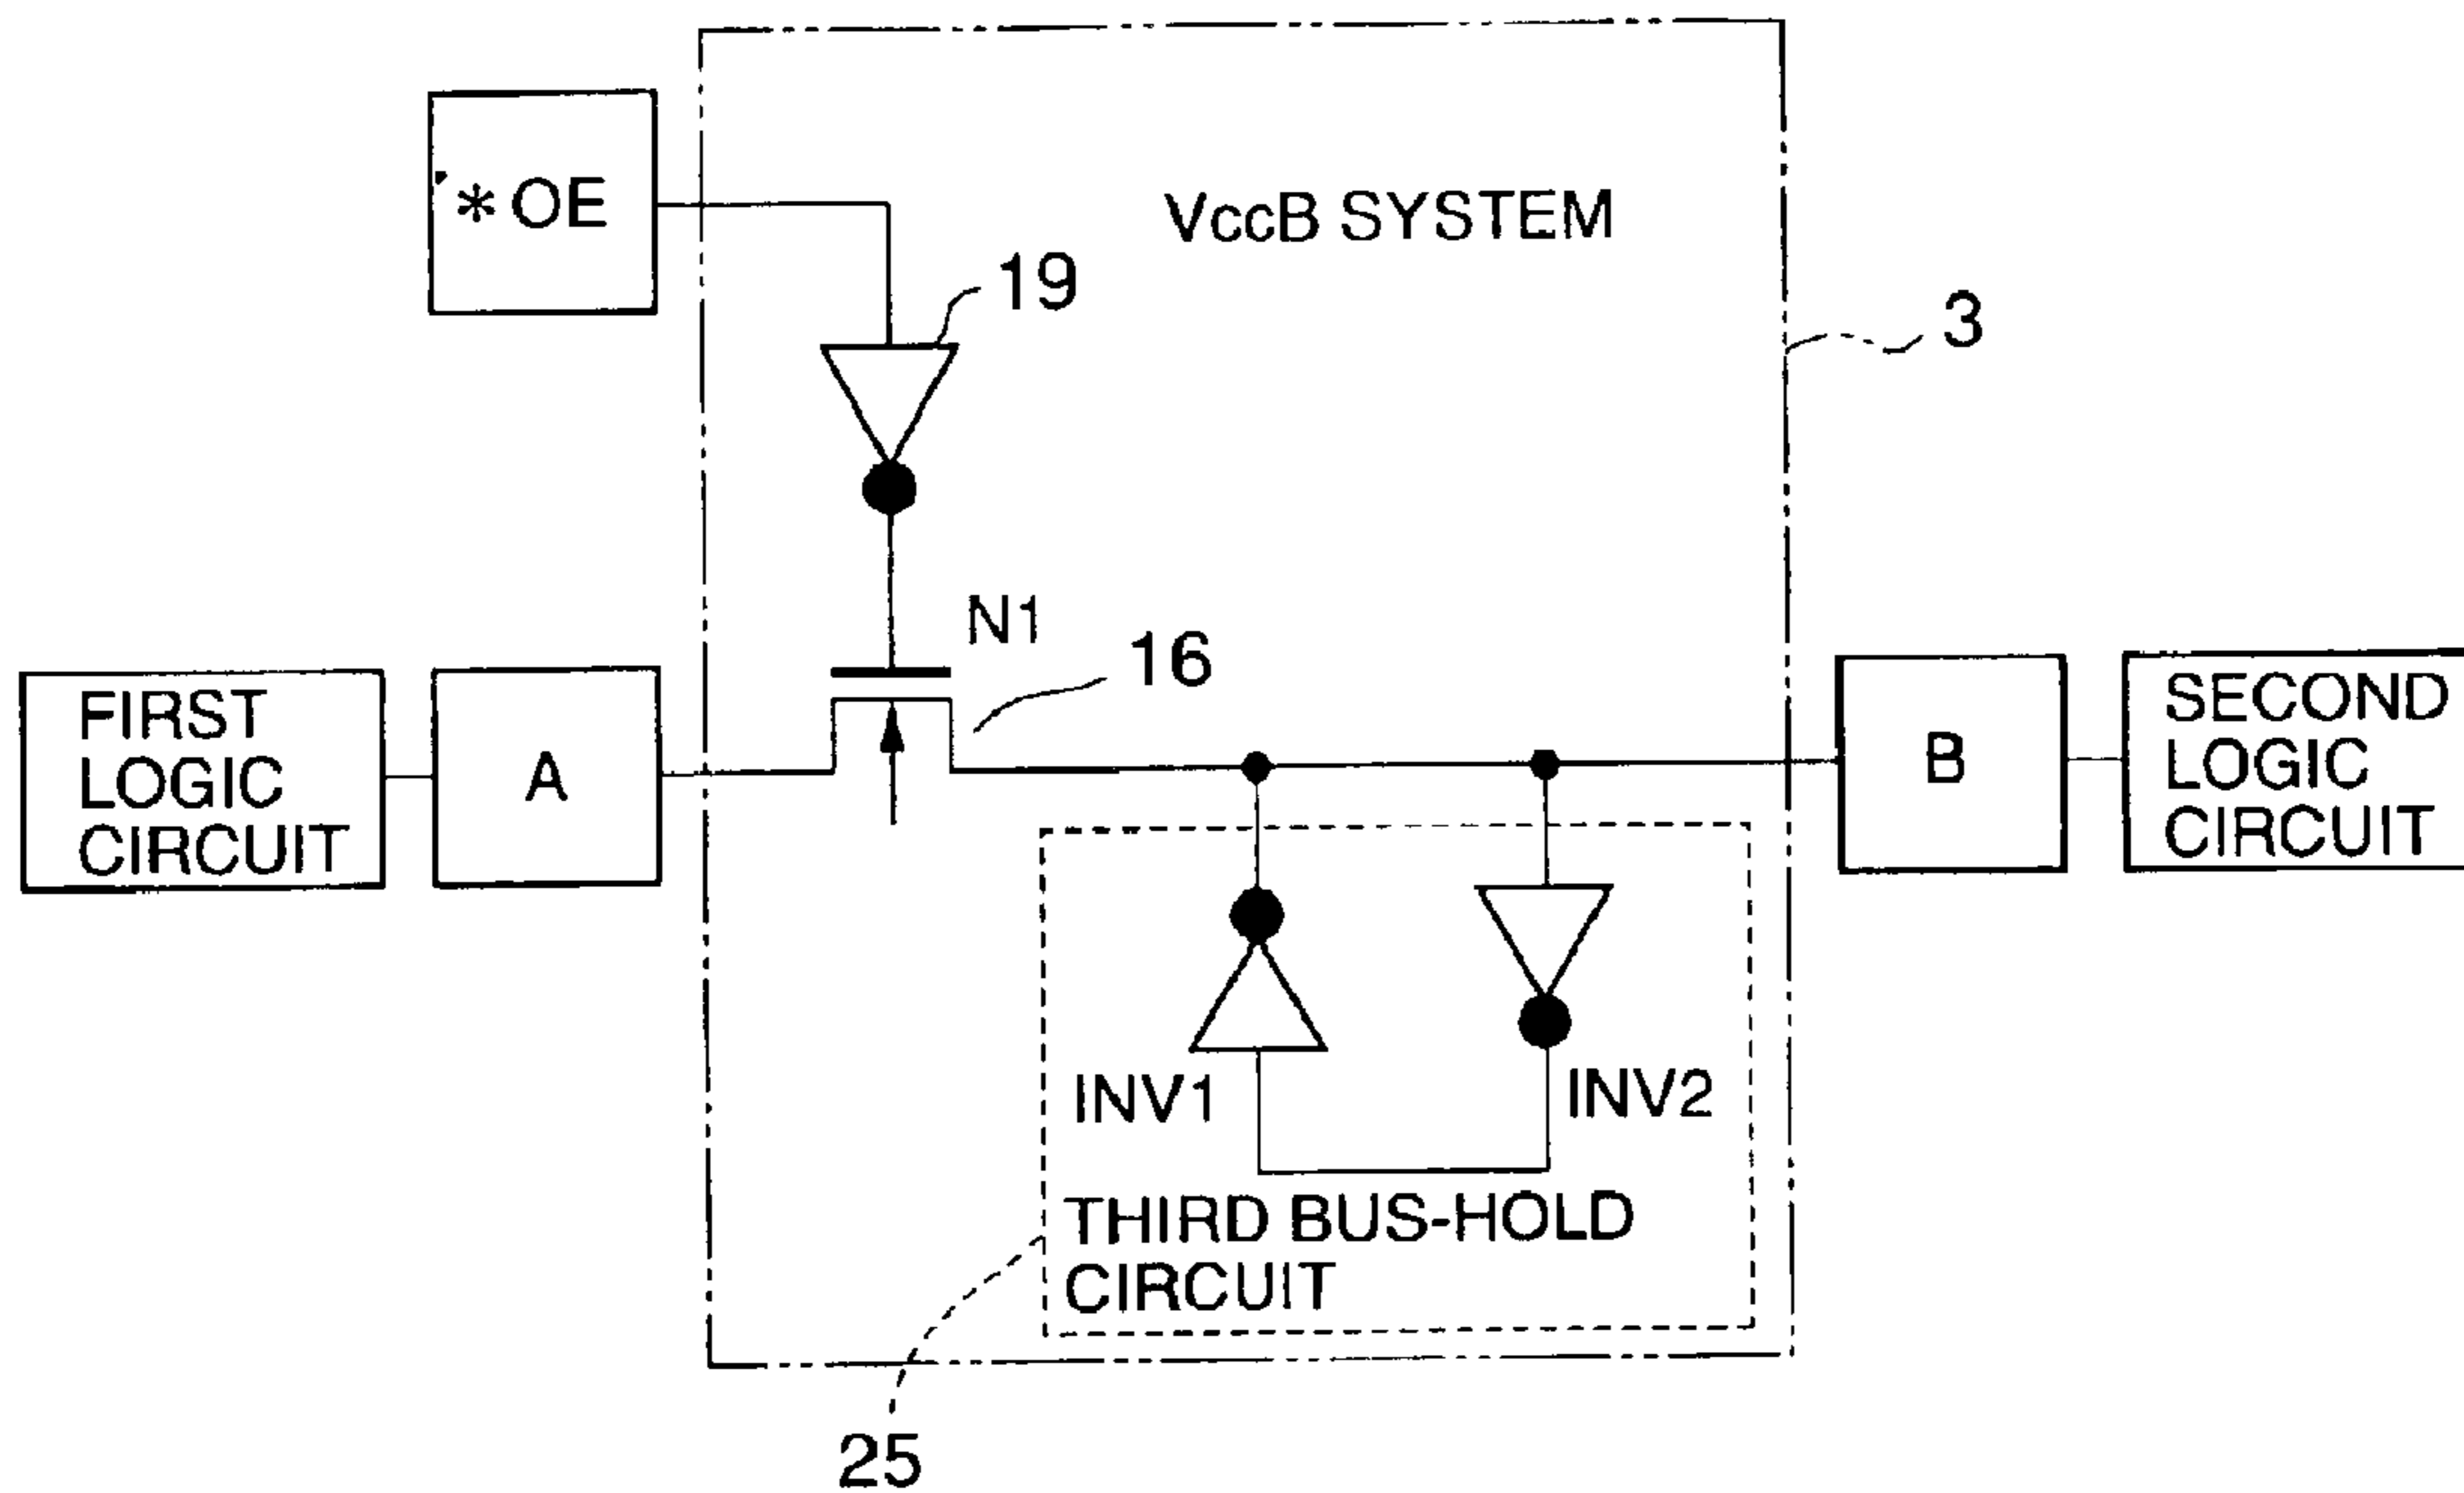 * OE
VccB SYSTEM
19
3
N1
16
FIRST
LOGIC
CIRCUIT
A
B
SECOND
LOGIC
CIRCUIT
INV1
INV2
THIRD BUS-HOLD
CIRCUIT
25